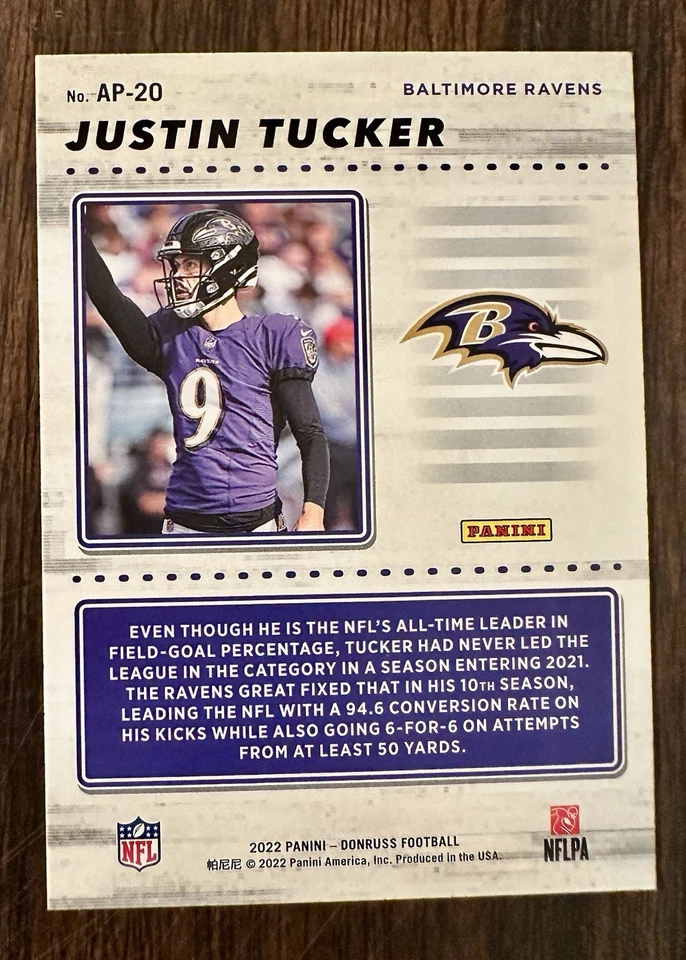 No. AP-20
BALTIMORE RAVENS
JUSTIN TUCKER
RAVENS
9
B
PANINI
EVEN THOUGH HE IS THE NFL'S ALL-TIME LEADER IN
FIELD-GOAL PERCENTAGE, TUCKER HAD NEVER LED THE
LEAGUE IN THE CATEGORY IN A SEASON ENTERING 2021.
THE RAVENS GREAT FIXED THAT IN HIS 10TH SEASON,
LEADING THE NFL WITH A 94.6 CONVERSION RATE ON
HIS KICKS WHILE ALSO GOING 6-FOR-6 ON ATTEMPTS
FROM AT LEAST 50 YARDS.
NFL
2022 PANINI – DONRUSS FOOTBALL
帕尼尼 © 2022 Panini America, Inc. Produced in the USA.
NFLPA